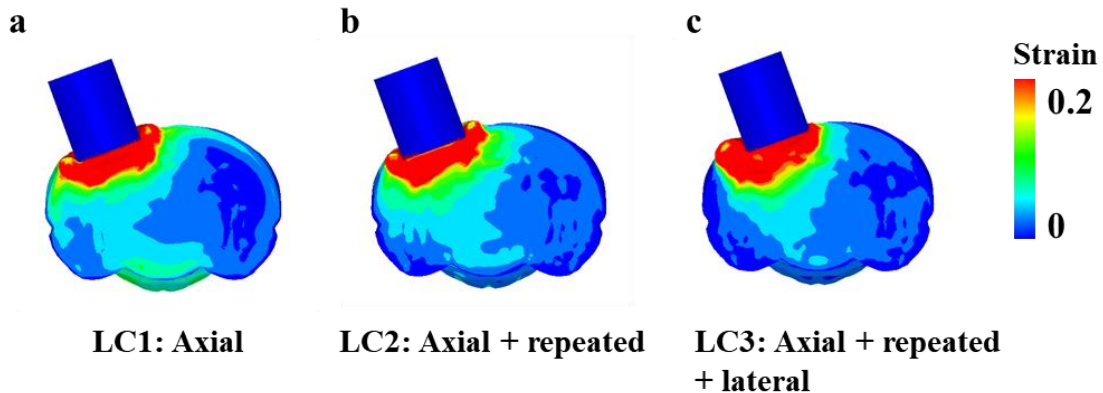 a
b
c
Strain
0.2
0
LC1: Axial
LC2: Axial + repeated
LC3: Axial + repeated
+ lateral